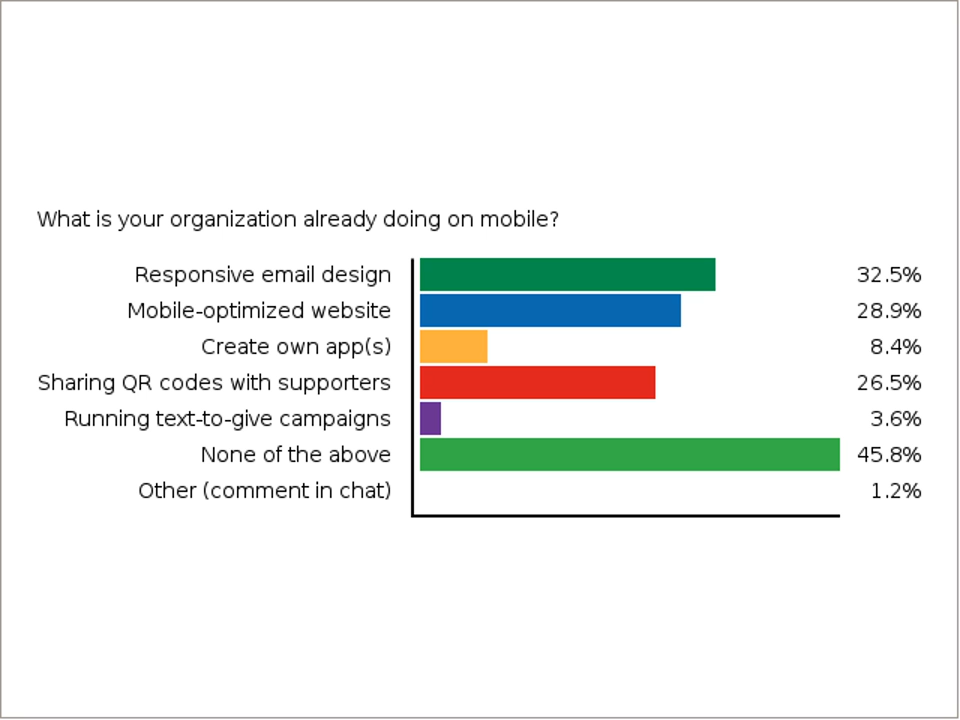 What is your organization already doing on mobile?
Responsive email design 32.5%
Mobile-optimized website 28.9%
Create own app(s) 8.4%
Sharing QR codes with supporters 26.5%
Running text-to-give campaigns 3.6%
None of the above 45.8%
Other (comment in chat) 1.2%